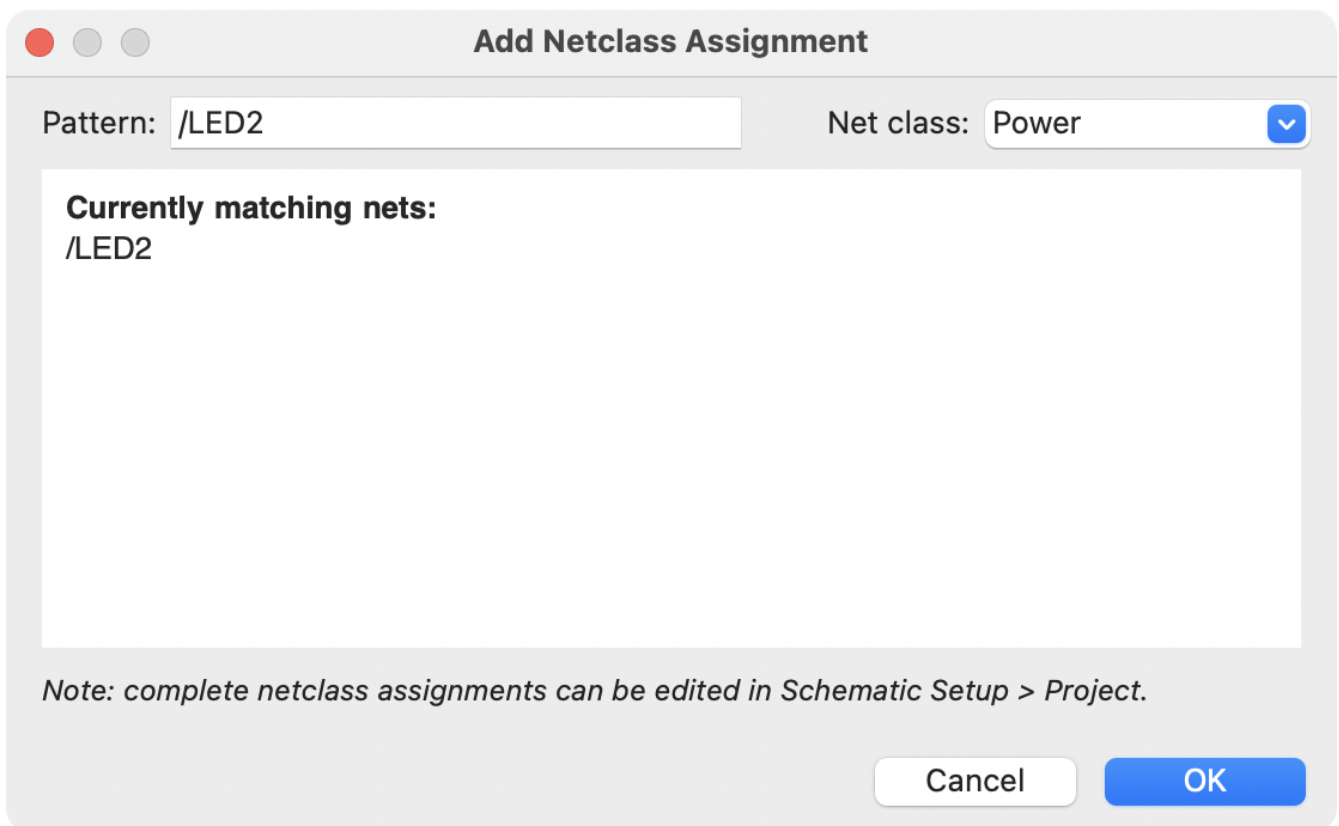 Add Netclass Assignment
Pattern: /LED2 Net class: Power
Currently matching nets:
/LED2
Note: complete netclass assignments can be edited in Schematic Setup > Project.
Cancel OK